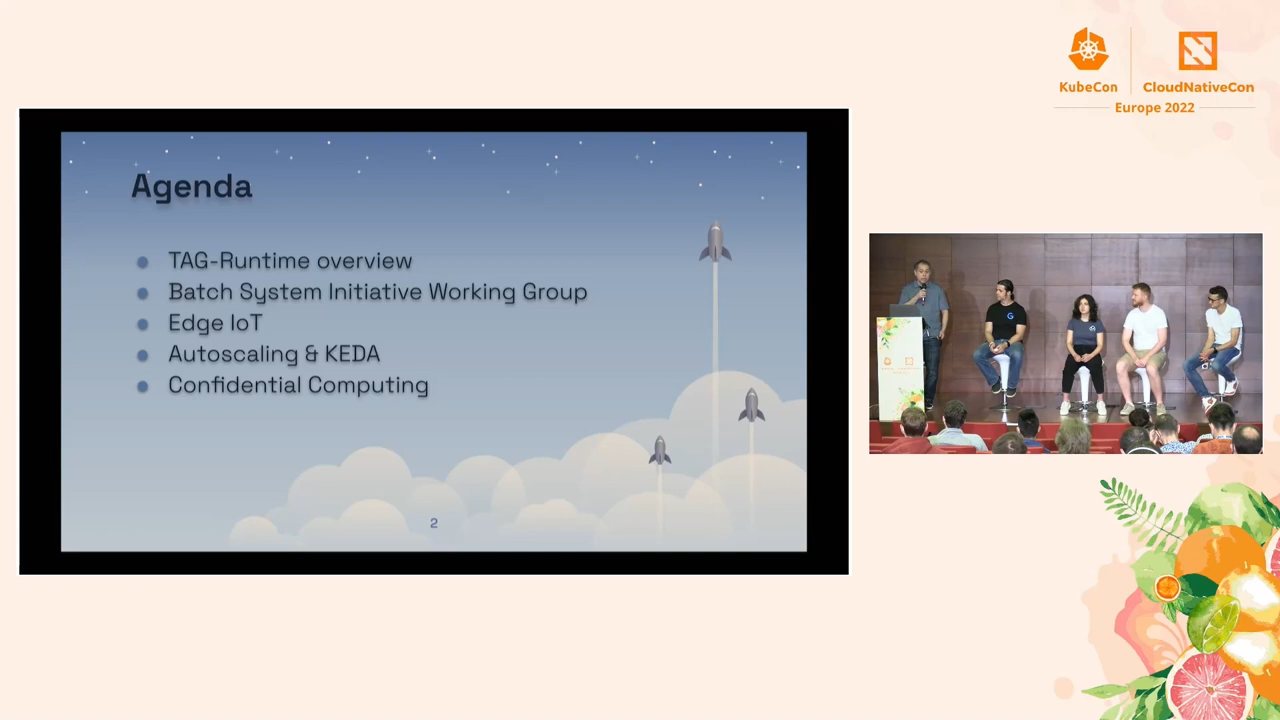 KubeCon
CloudNativeCon
Europe 2022
Agenda
TAG-Runtime overview
Batch System Initiative Working Group
Edge IoT
Autoscaling & KEDA
Confidential Computing
2